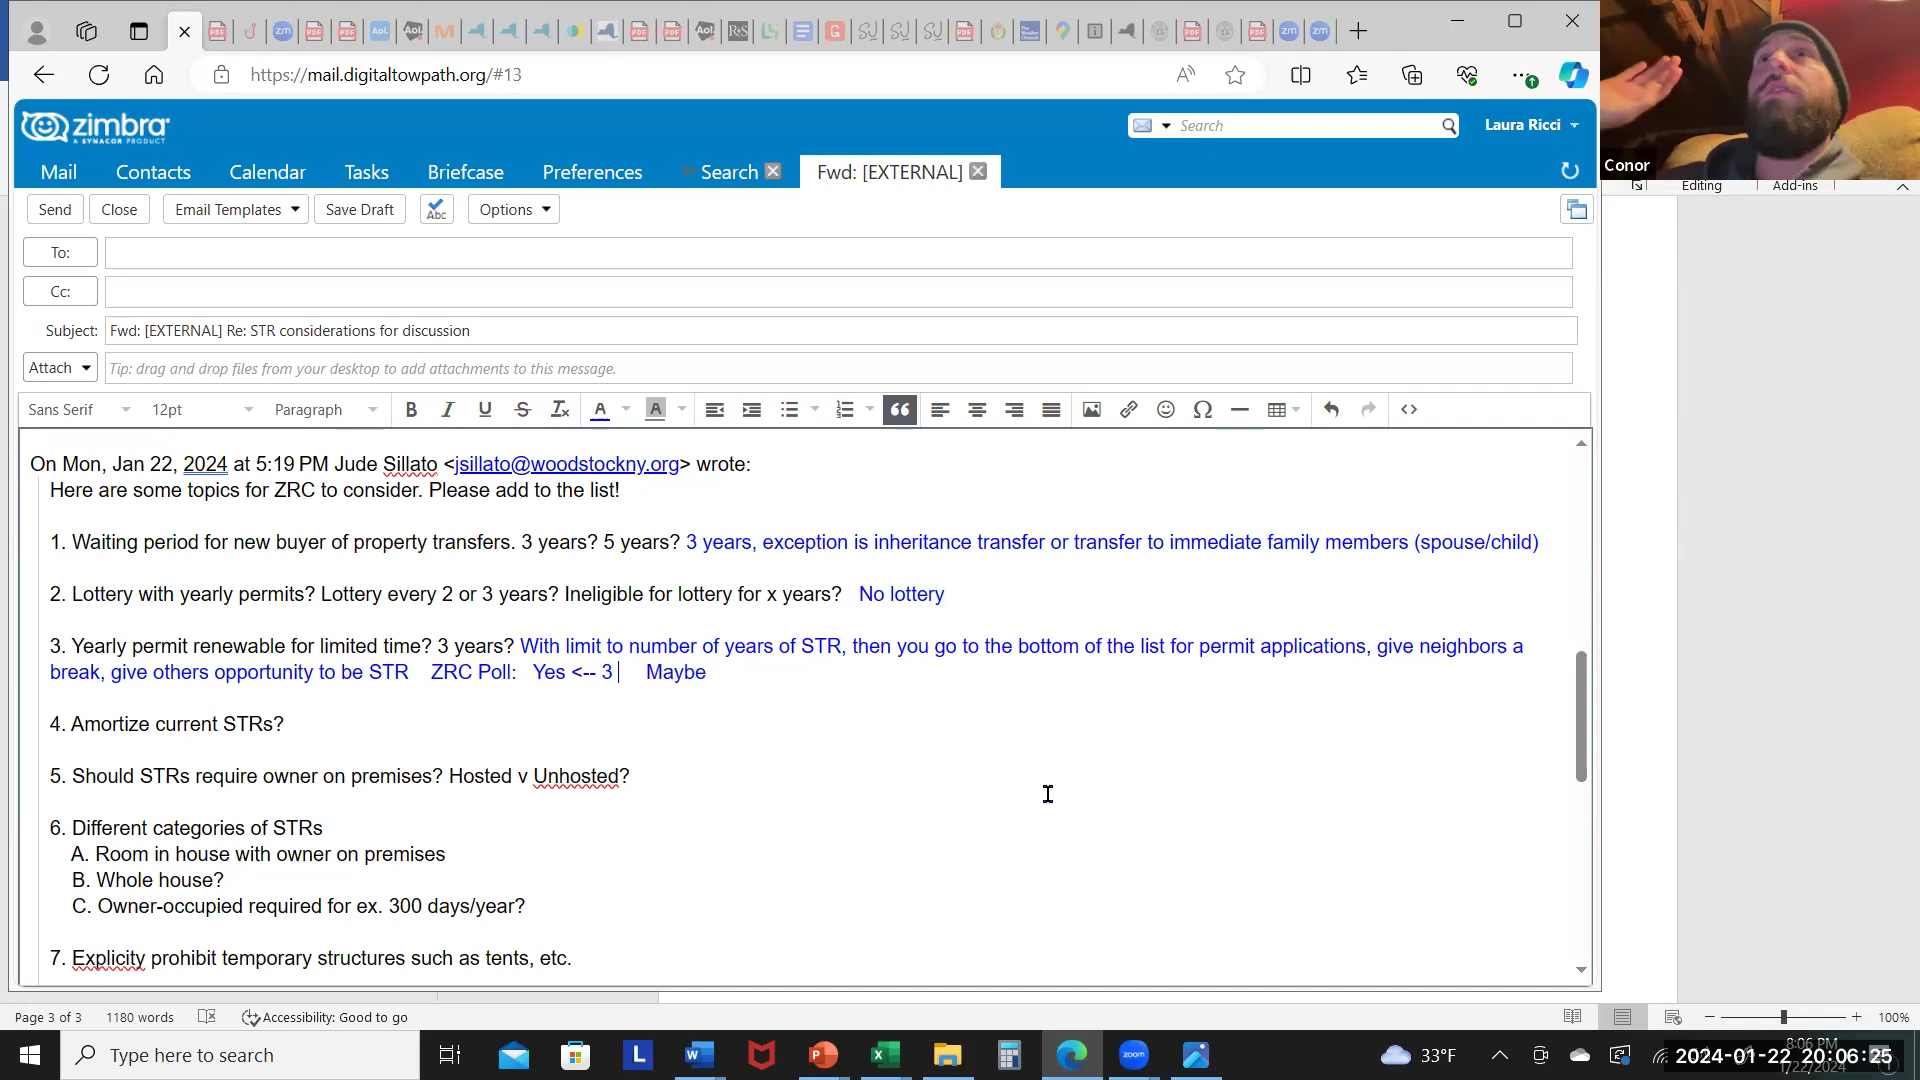 https://mail.digitaltowpath.org/#13
zimbra
A SYNACOR PRODUCT
Search
Laura Ricci
Conor
Mail Contacts Calendar Tasks Briefcase Preferences Search Fwd: [EXTERNAL]
Editing Add-ins
Send Close Email Templates Save Draft Abc Options
To:
Cc:
Subject: Fwd: [EXTERNAL] Re: STR considerations for discussion
Attach Tip: drag and drop files from your desktop to add attachments to this message.
Sans Serif 12pt Paragraph
On Mon, Jan 22, 2024 at 5:19 PM Jude Sillato <jsillato@woodstockny.org> wrote:
Here are some topics for ZRC to consider. Please add to the list!
1. Waiting period for new buyer of property transfers. 3 years? 5 years? 3 years, exception is inheritance transfer or transfer to immediate family members (spouse/child)
2. Lottery with yearly permits? Lottery every 2 or 3 years? Ineligible for lottery for x years? No lottery
3. Yearly permit renewable for limited time? 3 years? With limit to number of years of STR, then you go to the bottom of the list for permit applications, give neighbors a
break, give others opportunity to be STR ZRC Poll: Yes <-- 3 Maybe
4. Amortize current STRs?
5. Should STRs require owner on premises? Hosted v Unhosted?
6. Different categories of STRs
A. Room in house with owner on premises
B. Whole house?
C. Owner-occupied required for ex. 300 days/year?
7. Explicity prohibit temporary structures such as tents, etc.
Page 3 of 3 1180 words Accessibility: Good to go 100%
Type here to search
33°F
8:06 PM
2024-01-22 20:06:25
1/22/2024